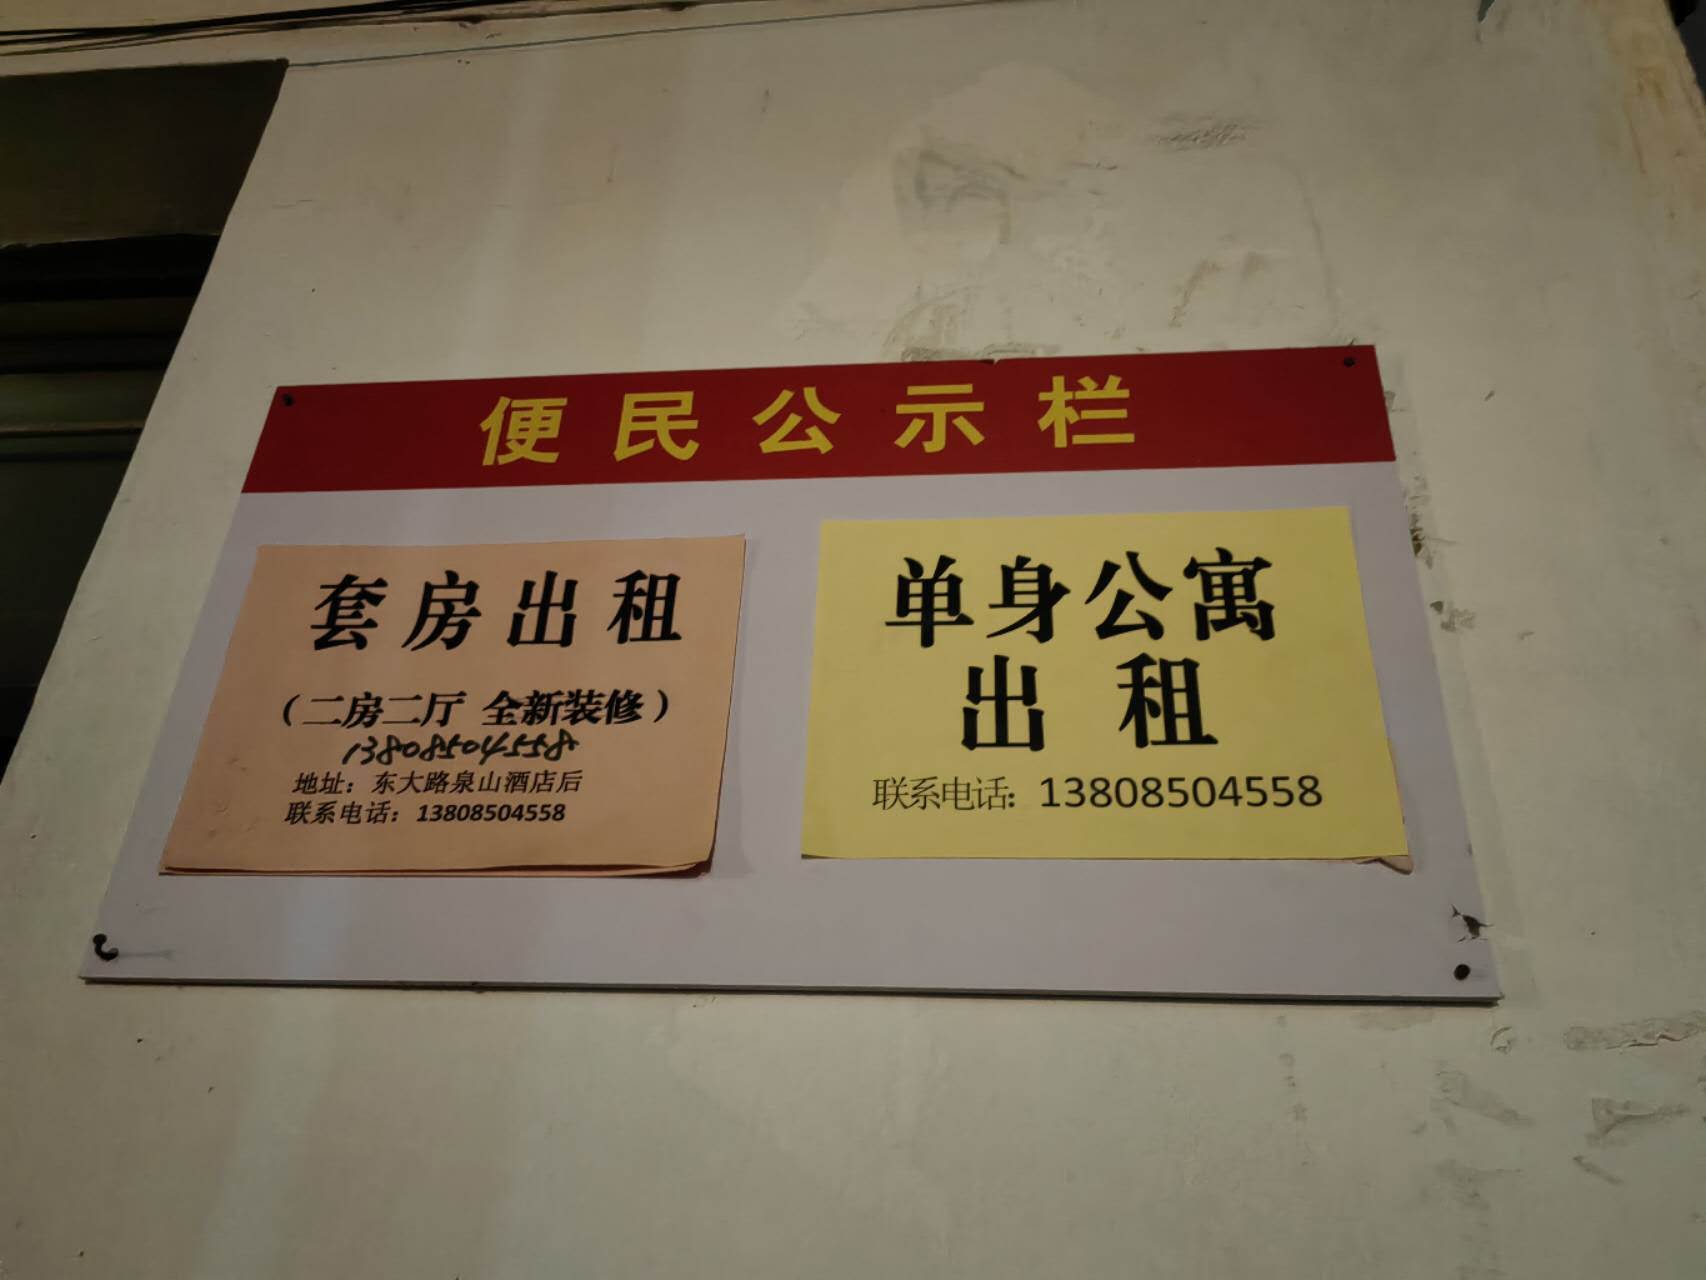 便民公示栏
套房出租
（二房二厅 全新装修）
13808504558
地址：东大路泉山酒店后
联系电话：13808504558
单身公寓
出租
联系电话：13808504558